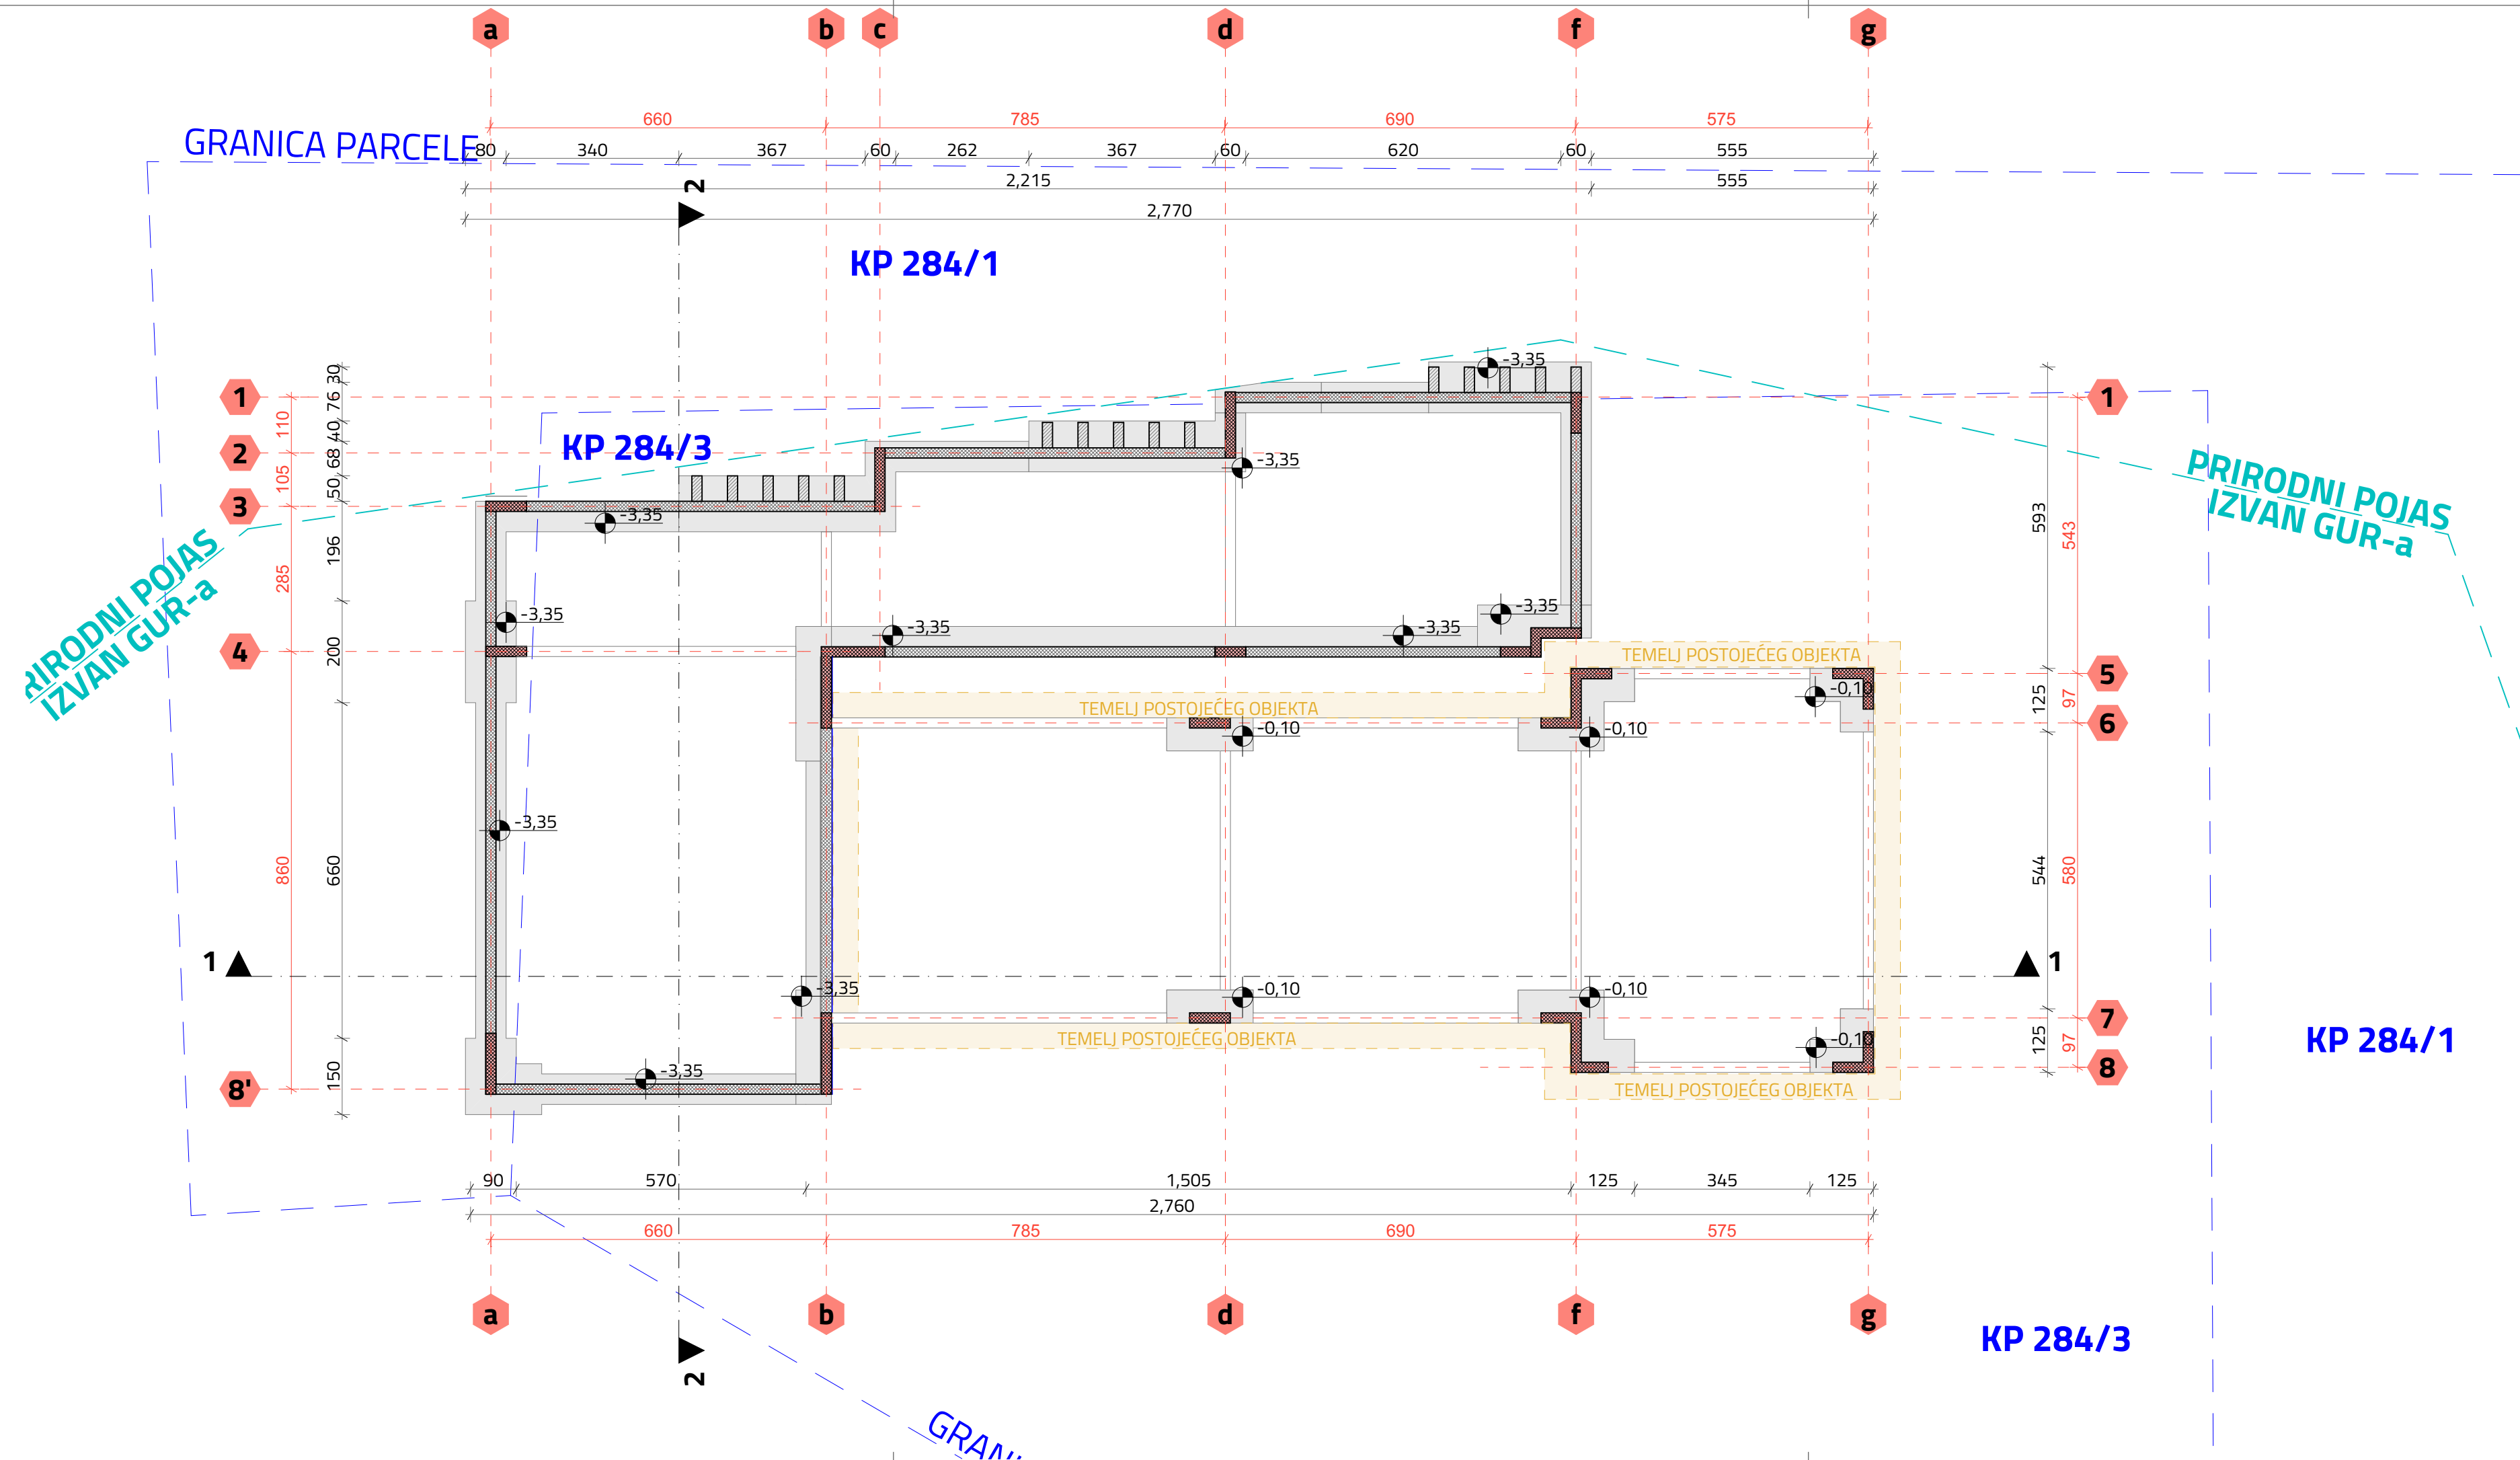 a b c d f g
660 785 690 575
GRANICA PARCELE
80 340 367 60 262 367 60 620 60 555
2,215 555
2
2,770
KP 284/1
-3,35
30
1 76 1
110 40
KP 284/3
2 68 -3,35
105 50
3 -3,35
PRIRODNI POJAS
IZVAN GUR-a
593 543
196
285
IZVAN GUR-a
-3,35 -3,35 -3,35 -3,35
4 200
TEMELJ POSTOJEĆEG OBJEKTA
5
-0,10
125 97
TEMELJ POSTOJEĆEG OBJEKTA
6
-0,10 -0,10
-3,35
860 660 544 580
1 1
-3,35 -0,10 -0,10
7
TEMELJ POSTOJEĆEG OBJEKTA
-0,10
125 97
KP 284/1
150 -3,35
8' 8
TEMELJ POSTOJEĆEG OBJEKTA
90 570 1,505 125 345 125
2,760
660 785 690 575
a b d f g
KP 284/3
2